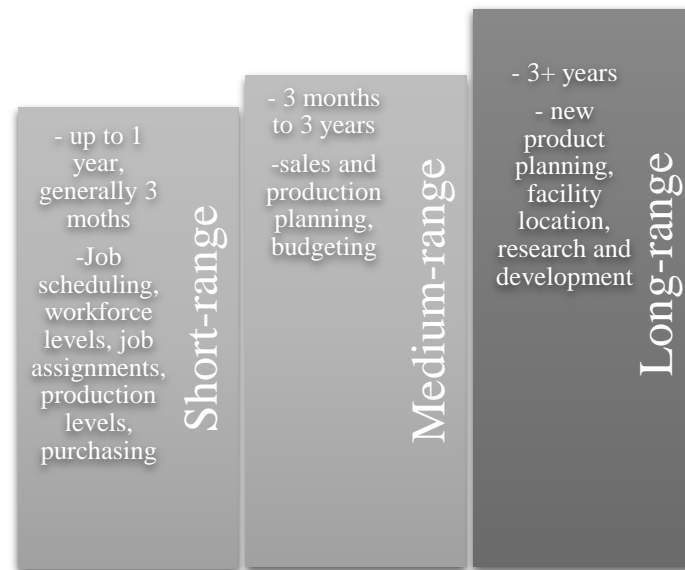 - up to 1
year,
generally 3
moths
-Job
scheduling,
workforce
levels, job
assignments,
production
levels,
purchasing
Short-range
- 3 months
to 3 years
-sales and
production
planning,
budgeting
Medium-range
- 3+ years
- new
product
planning,
facility
location,
research and
development
Long-range